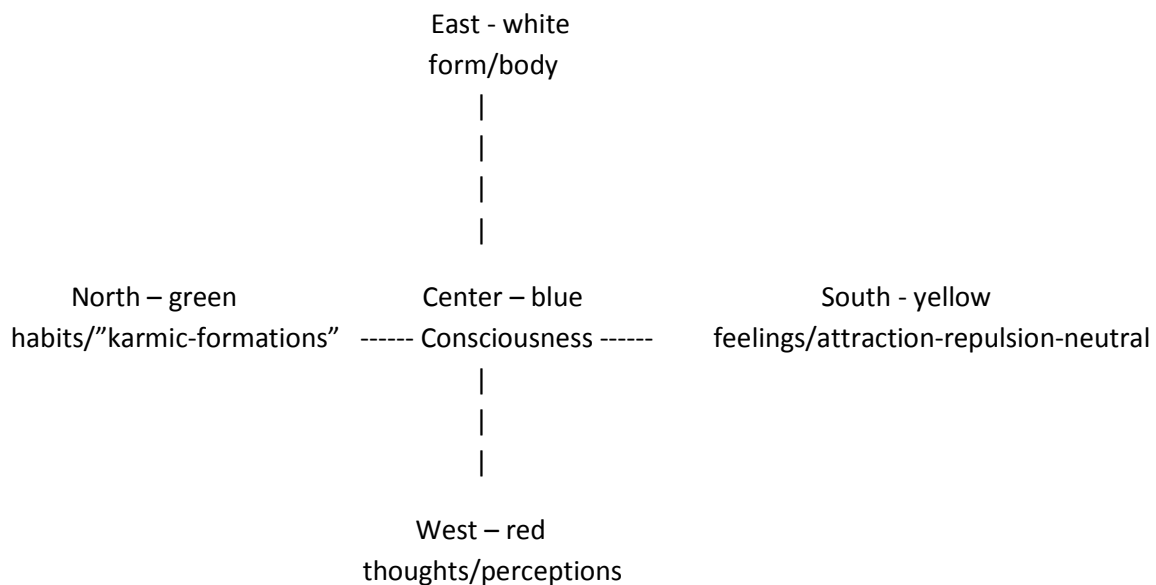 East - white
form/body
|
|
|
|
North – green Center – blue South - yellow
habits/”karmic-formations” ------ Consciousness ------ feelings/attraction-repulsion-neutral
|
|
|
West – red
thoughts/perceptions